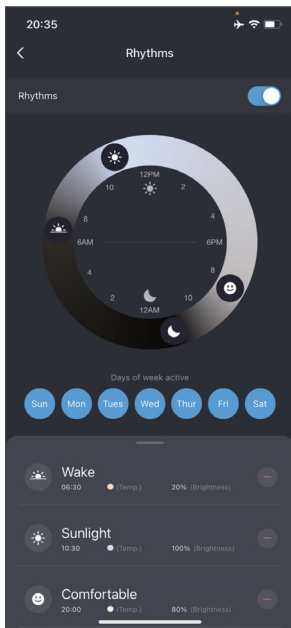 20:35
Rhythms
Rhythms
12PM
10
2
8
4
6AM
6PM
4
8
2
10
12AM
Days of week active
Sun Mon Tues Wed Thur Fri Sat
Wake
06:30 (Temp.) 20% (Brightness)
Sunlight
10:30 (Temp.) 100% (Brightness)
Comfortable
20:00 (Temp.) 80% (Brightness)